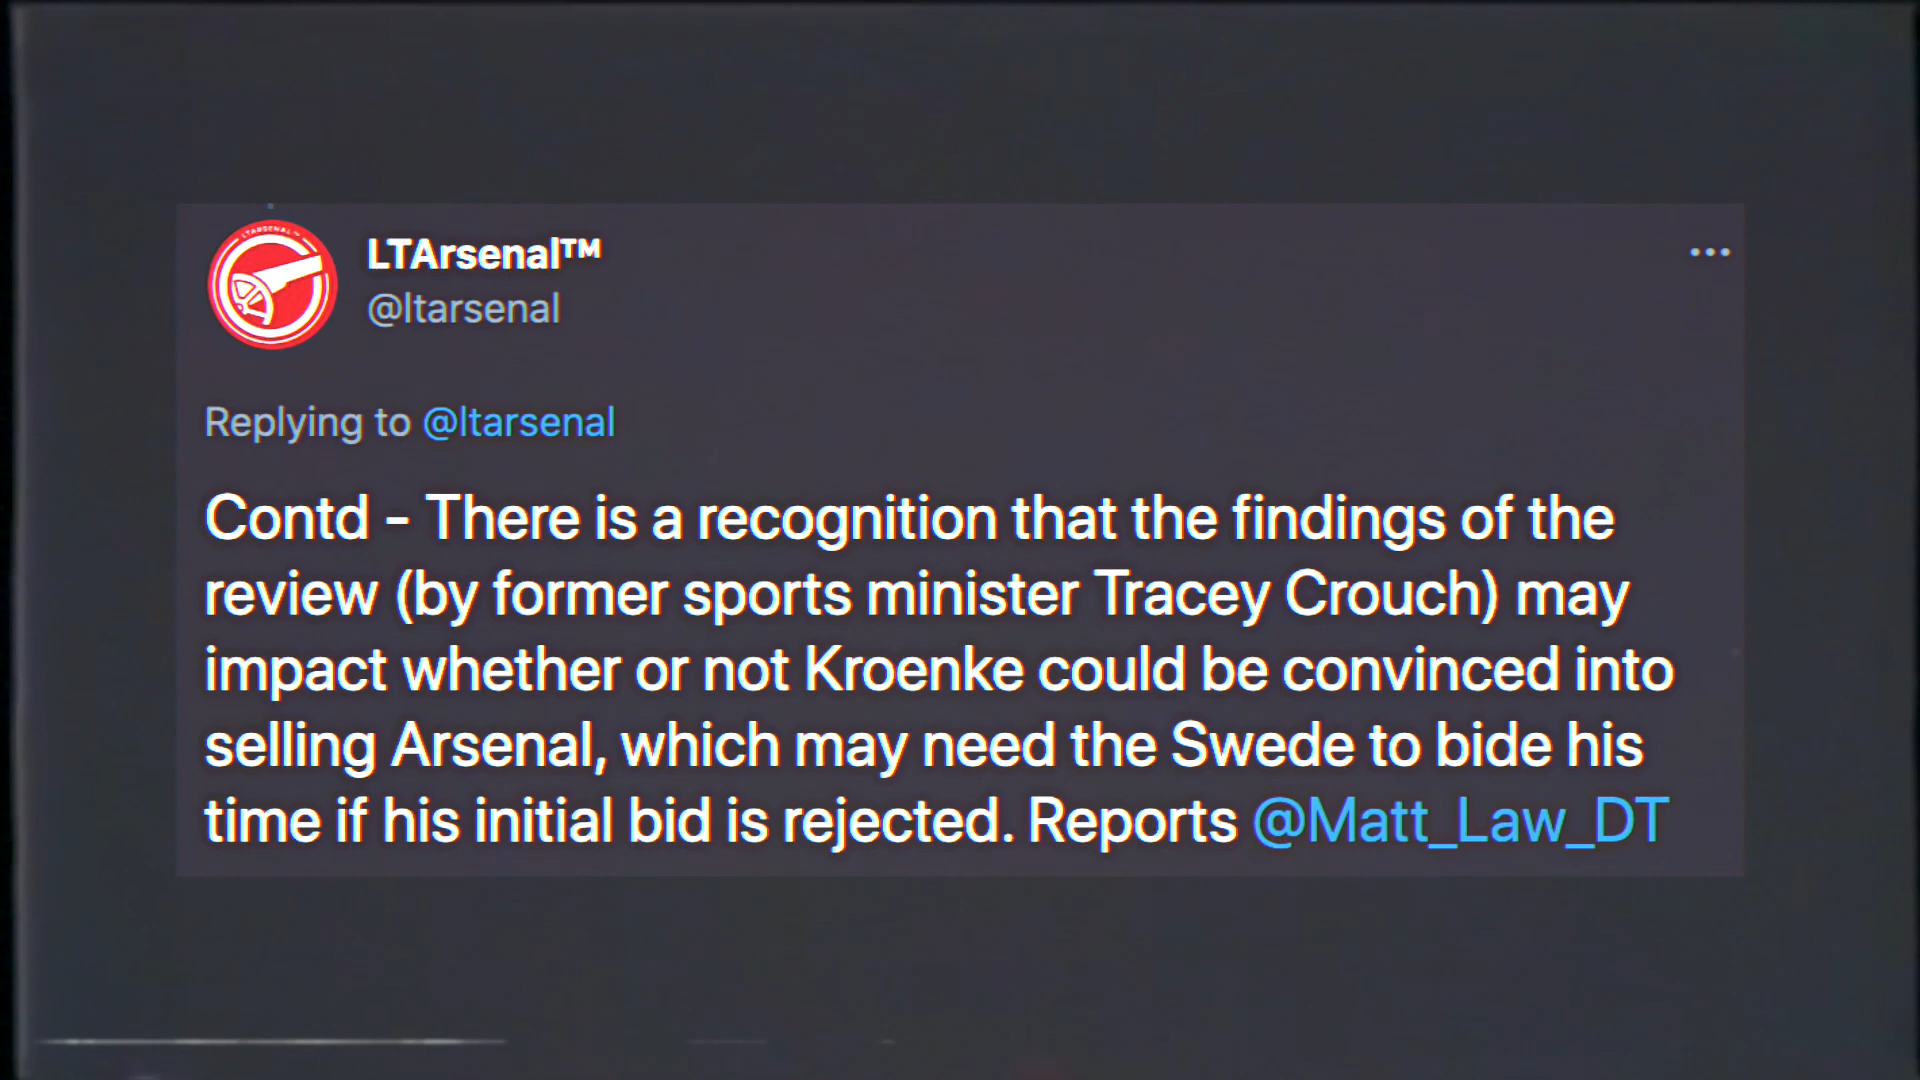 LTARSENAL™
LTArsenal™
@ltarsenal
Replying to @ltarsenal
Contd - There is a recognition that the findings of the
review (by former sports minister Tracey Crouch) may
impact whether or not Kroenke could be convinced into
selling Arsenal, which may need the Swede to bide his
time if his initial bid is rejected. Reports @Matt_Law_DT